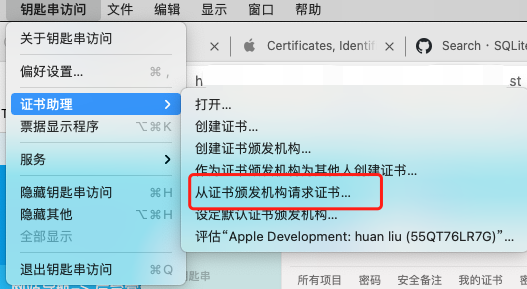 钥匙串访问 文件 编辑 显示 窗口 帮助
关于钥匙串访问
Certificates, Identif
Search · SQLite
偏好设置... ⌘ ,
h
st
证书助理
打开...
票据显示程序 ⌥⌘K
创建证书...
创建证书颁发机构...
服务
作为证书颁发机构为其他人创建证书...
隐藏钥匙串访问 ⌘H
从证书颁发机构请求证书...
隐藏其他 ⌥⌘H
设定默认证书颁发机构...
全部显示
评估“Apple Development: huan liu (55QT76LR7G)”...
退出钥匙串访问 ⌘Q
钥匙串
所有项目 密码 安全备注 我的证书 密钥